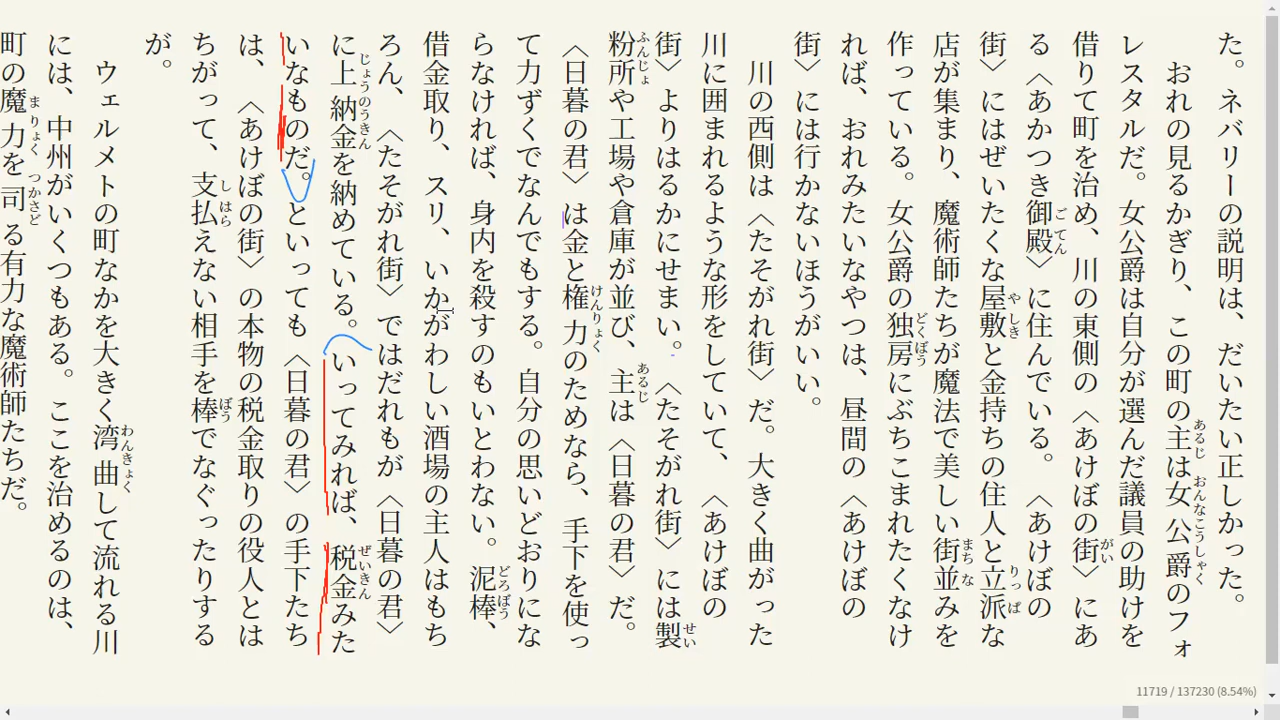 た。ネバリーの説明は、だいたい正しかった。
おれの見るかぎり、この町の主は女公爵のフォ
レスタルだ。女公爵は自分が選んだ議員の助けを
借りて町を治め、川の東側の〈あけぼの街〉にあ
る〈あかつき御殿〉に住んでいる。〈あけぼの
街〉にはぜいたくな屋敷と金持ちの住人と立派な
店が集まり、魔術師たちが魔法で美しい街並みを
作っている。女公爵の独房にぶちこまれたくなけ
れば、おれみたいなやつは、昼間の〈あけぼの
街〉には行かないほうがいい。
川の西側は〈たそがれ街〉だ。大きく曲がった
川に囲まれるような形をしていて、〈あけぼの
街〉よりはるかにせまい。〈たそがれ街〉には製
粉所や工場や倉庫が並び、主は〈日暮の君〉だ。
〈日暮の君〉は金と権力のためなら、手下を使っ
て力ずくでなんでもする。自分の思いどおりにな
らなければ、身内を殺すのもいとわない。泥棒、
借金取り、スリ、いかがわしい酒場の主人はもち
ろん、〈たそがれ街〉ではだれもが〈日暮の君〉
に上納金を納めている。いってみれば、税金みた
いなものだ。といっても〈日暮の君〉の手下たち
は、〈あけぼの街〉の本物の税金取りの役人とは
ちがって、支払えない相手を棒でなぐったりする
が。
ウェルメトの町なかを大きく湾曲して流れる川
には、中州がいくつもある。ここを治めるのは、
町の魔力を司る有力な魔術師たちだ。
11719 / 137230 (8.54%)